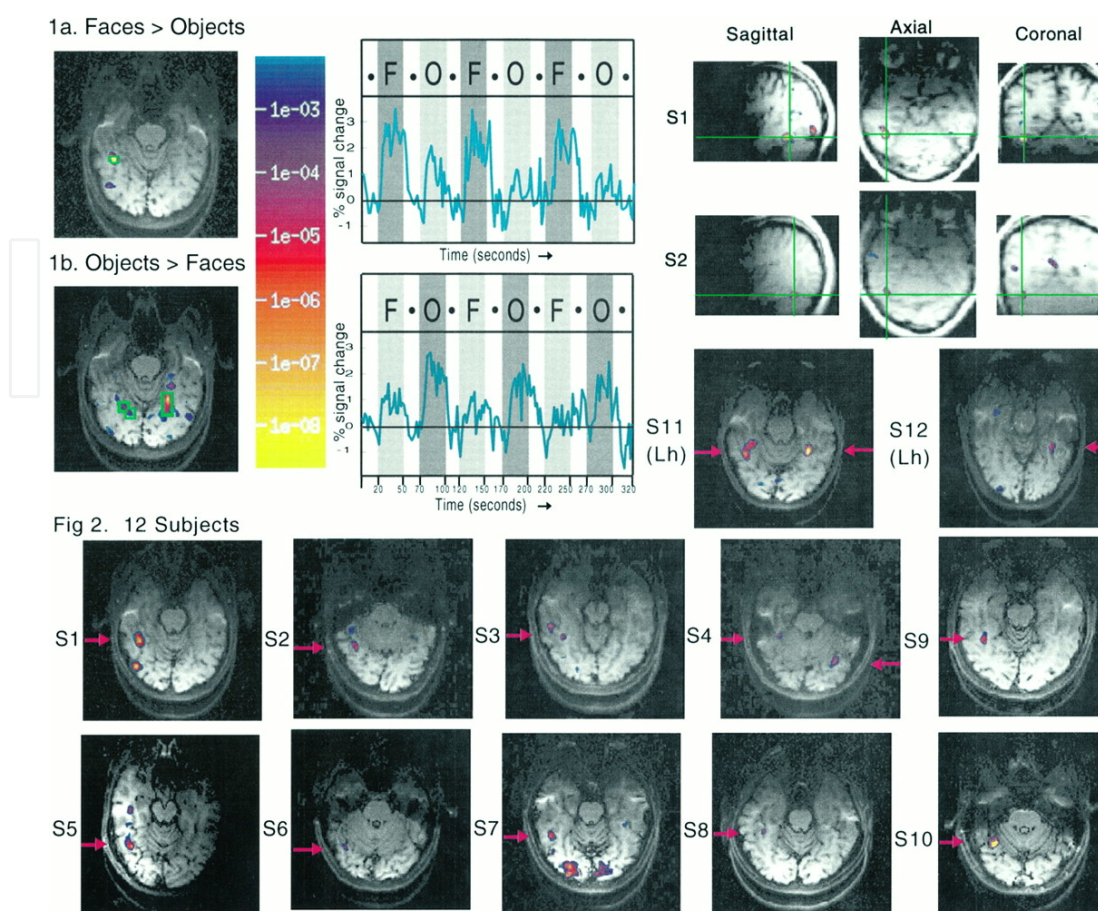 1a. Faces > Objects
1e-03
1e-04
1e-05
1e-06
1e-07
1e-08
1b. Objects > Faces
· F · O · F · O · F · O ·
% signal change
3
2
1
0
-1
Time (seconds) →
· F · O · F · O · F · O ·
% signal change
3
2
1
0
-1
20 50 70 100 120 150 170 200 220 250 270 300 320
Time (seconds) →
Sagittal Axial Coronal
S1
S2
S11
(Lh)
S12
(Lh)
Fig 2. 12 Subjects
S1 S2 S3 S4 S9
S5 S6 S7 S8 S10